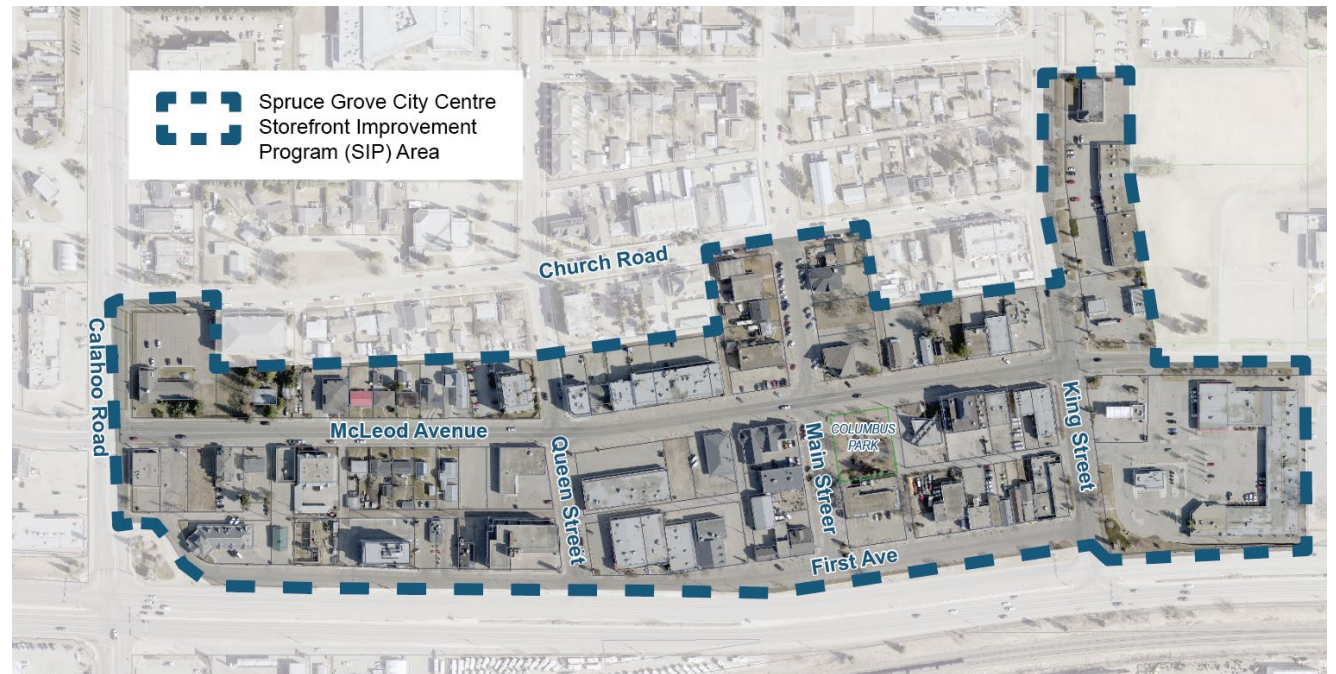 Spruce Grove City Centre
Storefront Improvement
Program (SIP) Area
Church Road
Calahoo Road
McLeod Avenue
Queen Street
Main Streer
COLUMBUS
PARK
King Street
First Ave